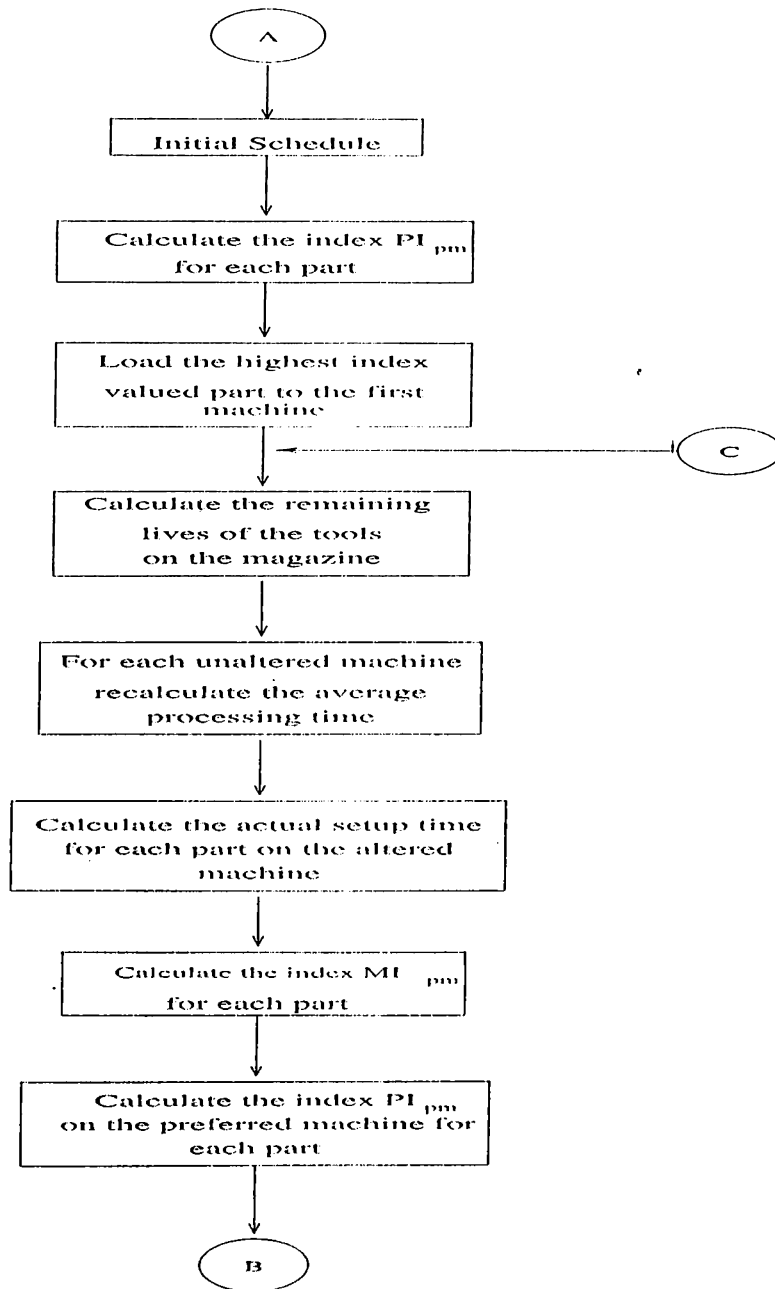 A
Initial Schedule
Calculate the index PI pm
for each part
Load the highest index
valued part to the first
machine
C
Calculate the remaining
lives of the tools
on the magazine
For each unaltered machine
recalculate the average
processing time
Calculate the actual setup time
for each part on the altered
machine
Calculate the index MI pm
for each part
Calculate the index PI pm
on the preferred machine for
each part
B